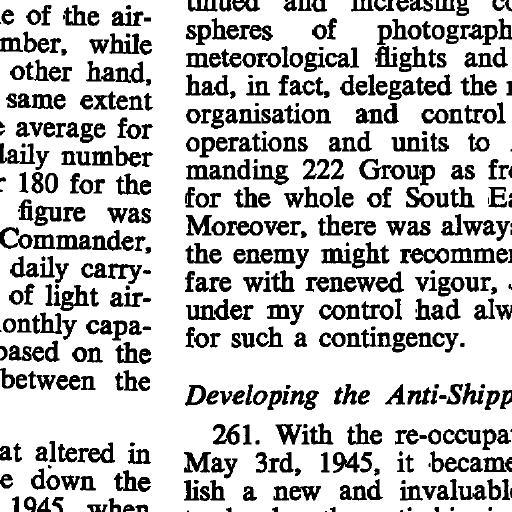 of the air-
mber, while
other hand,
same extent
average for
daily number
180 for the
figure was
Commander,
daily carry-
of light air-
onthly capa-
based on the
between the
at altered in
down the
1945, when
tinued and increasing
spheres of photograph
meteorological flights and
had, in fact, delegated the
organisation and control
operations and units to
manding 222 Group as
for the whole of South
Moreover, there was always
the enemy might recommen
fare with renewed vigour,
under my control had alw
for such a contingency.
Developing the Anti-Shipp
261. With the re-occupat
May 3rd, 1945, it became
lish a new and invaluable